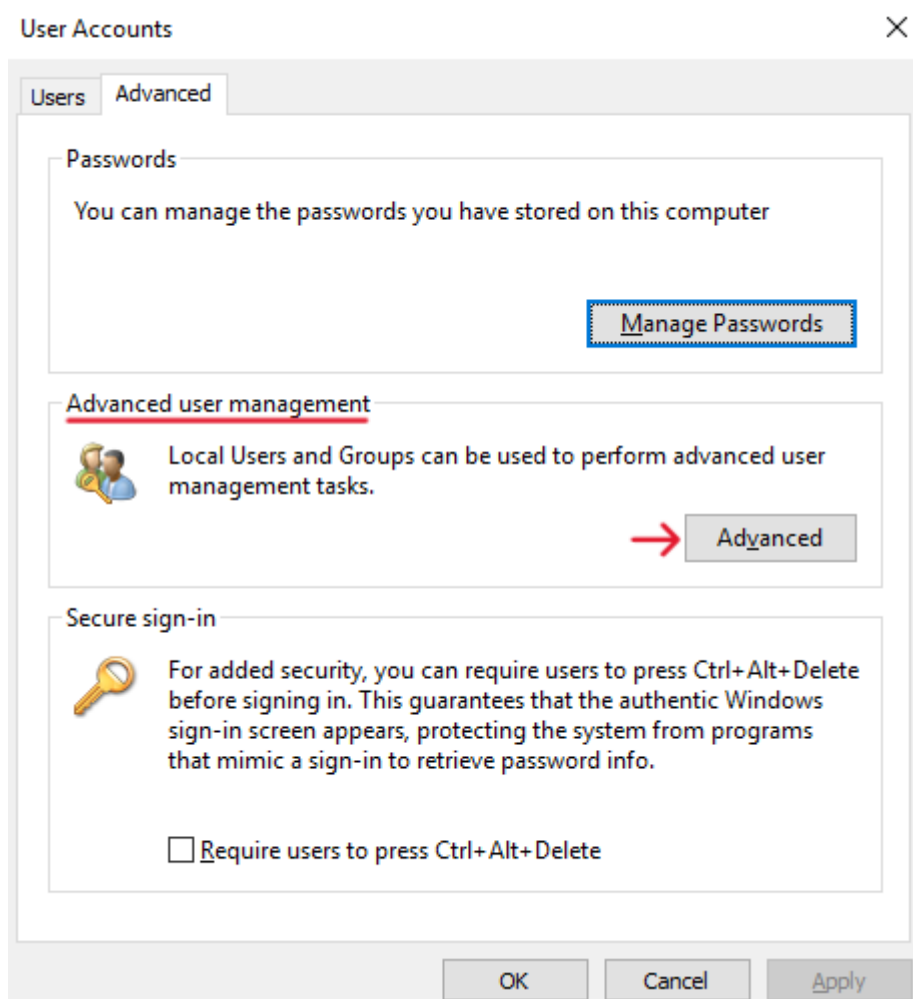 User Accounts
Users Advanced
Passwords
You can manage the passwords you have stored on this computer
Manage Passwords
Advanced user management
Local Users and Groups can be used to perform advanced user
management tasks.
Advanced
Secure sign-in
For added security, you can require users to press Ctrl+Alt+Delete
before signing in. This guarantees that the authentic Windows
sign-in screen appears, protecting the system from programs
that mimic a sign-in to retrieve password info.
Require users to press Ctrl+Alt+Delete
OK Cancel Apply